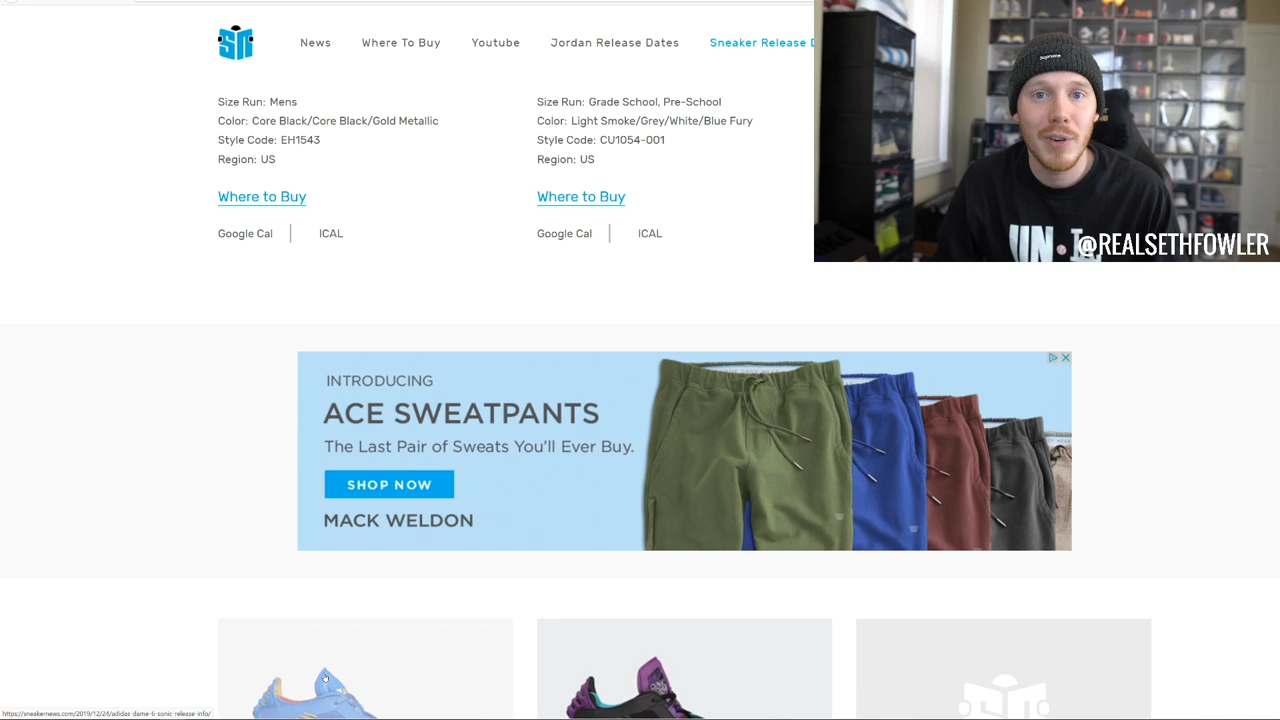 News
Where To Buy
Youtube
Jordan Release Dates
Sneaker Release D
Size Run: Mens
Color: Core Black/Core Black/Gold Metallic
Style Code: EH1543
Region: US
Where to Buy
Google Cal | ICAL
Size Run: Grade School, Pre-School
Color: Light Smoke/Grey/White/Blue Fury
Style Code: CU1054-001
Region: US
Where to Buy
Google Cal | ICAL
Supreme
@REALSETHFOWLER
INTRODUCING
ACE SWEATPANTS
The Last Pair of Sweats You'll Ever Buy.
SHOP NOW
MACK WELDON
https://sneakernews.com/2019/12/24/adidas-dame-6-sonic-release-info/